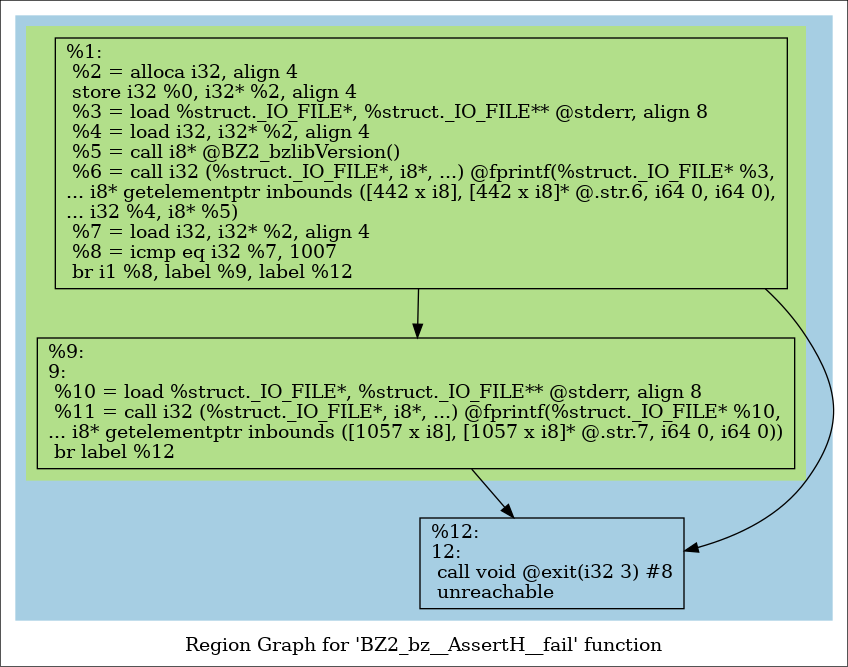 %1:
%2 = alloca i32, align 4
store i32 %0, i32* %2, align 4
%3 = load %struct._IO_FILE*, %struct._IO_FILE** @stderr, align 8
%4 = load i32, i32* %2, align 4
%5 = call i8* @BZ2_bzlibVersion()
%6 = call i32 (%struct._IO_FILE*, i8*, ...) @fprintf(%struct._IO_FILE* %3,
... i8* getelementptr inbounds ([442 x i8], [442 x i8]* @.str.6, i64 0, i64 0),
... i32 %4, i8* %5)
%7 = load i32, i32* %2, align 4
%8 = icmp eq i32 %7, 1007
br i1 %8, label %9, label %12
%9:
9:
%10 = load %struct._IO_FILE*, %struct._IO_FILE** @stderr, align 8
%11 = call i32 (%struct._IO_FILE*, i8*, ...) @fprintf(%struct._IO_FILE* %10,
... i8* getelementptr inbounds ([1057 x i8], [1057 x i8]* @.str.7, i64 0, i64 0))
br label %12
%12:
12:
call void @exit(i32 3) #8
unreachable
Region Graph for 'BZ2_bz__AssertH__fail' function